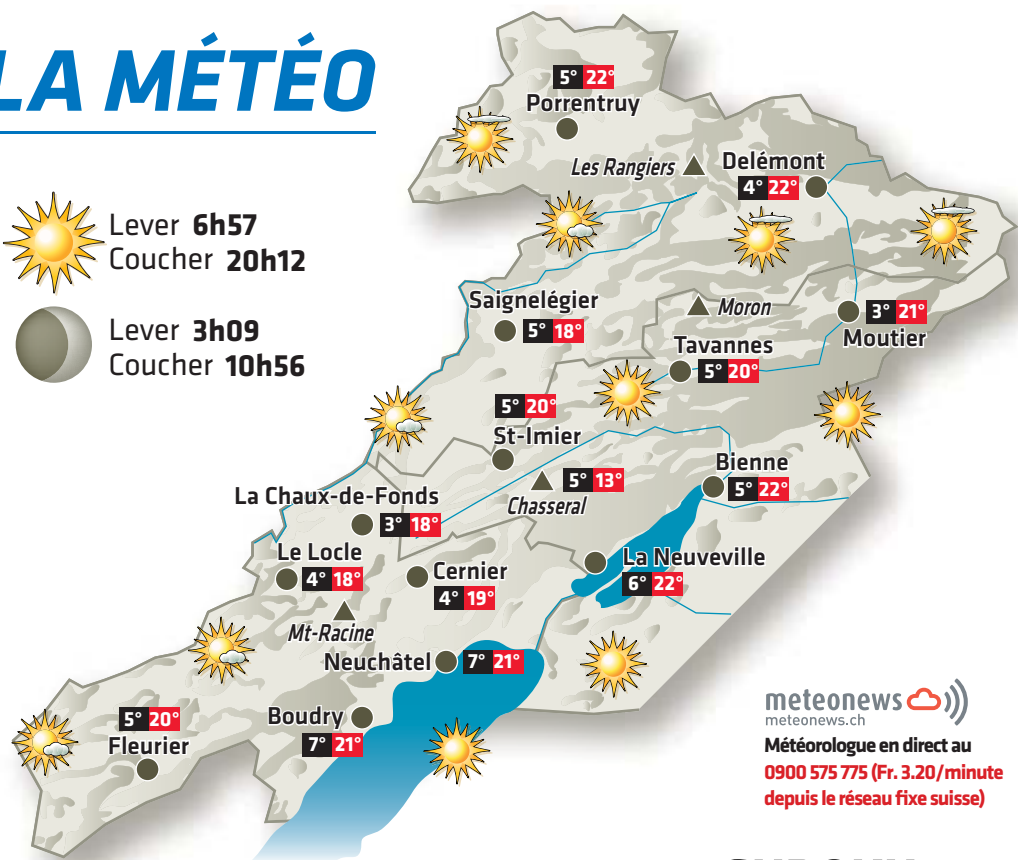 LA MÉTÉO
Lever 6h57
Coucher 20h12
Lever 3h09
Coucher 10h56
5° 22°
Porrentruy
Les Rangiers
Delémont
4° 22°
Saignelégier
5° 18°
Moron
3° 21°
Moutier
Tavannes
5° 20°
5° 20°
St-Imier
5° 13°
Chasseral
Bienne
5° 22°
La Chaux-de-Fonds
3° 18°
Le Locle
4° 18°
Cernier
4° 19°
La Neuveville
6° 22°
Mt-Racine
Neuchâtel
7° 21°
Boudry
7° 21°
5° 20°
Fleurier
meteonews
meteonews.ch
Météorologue en direct au
0900 575 775 (Fr. 3.20/minute
depuis le réseau fixe suisse)